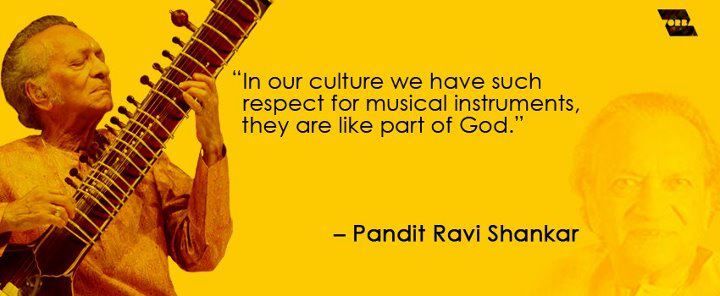 ORB
“In our culture we have such
respect for musical instruments,
they are like part of God.”
– Pandit Ravi Shankar